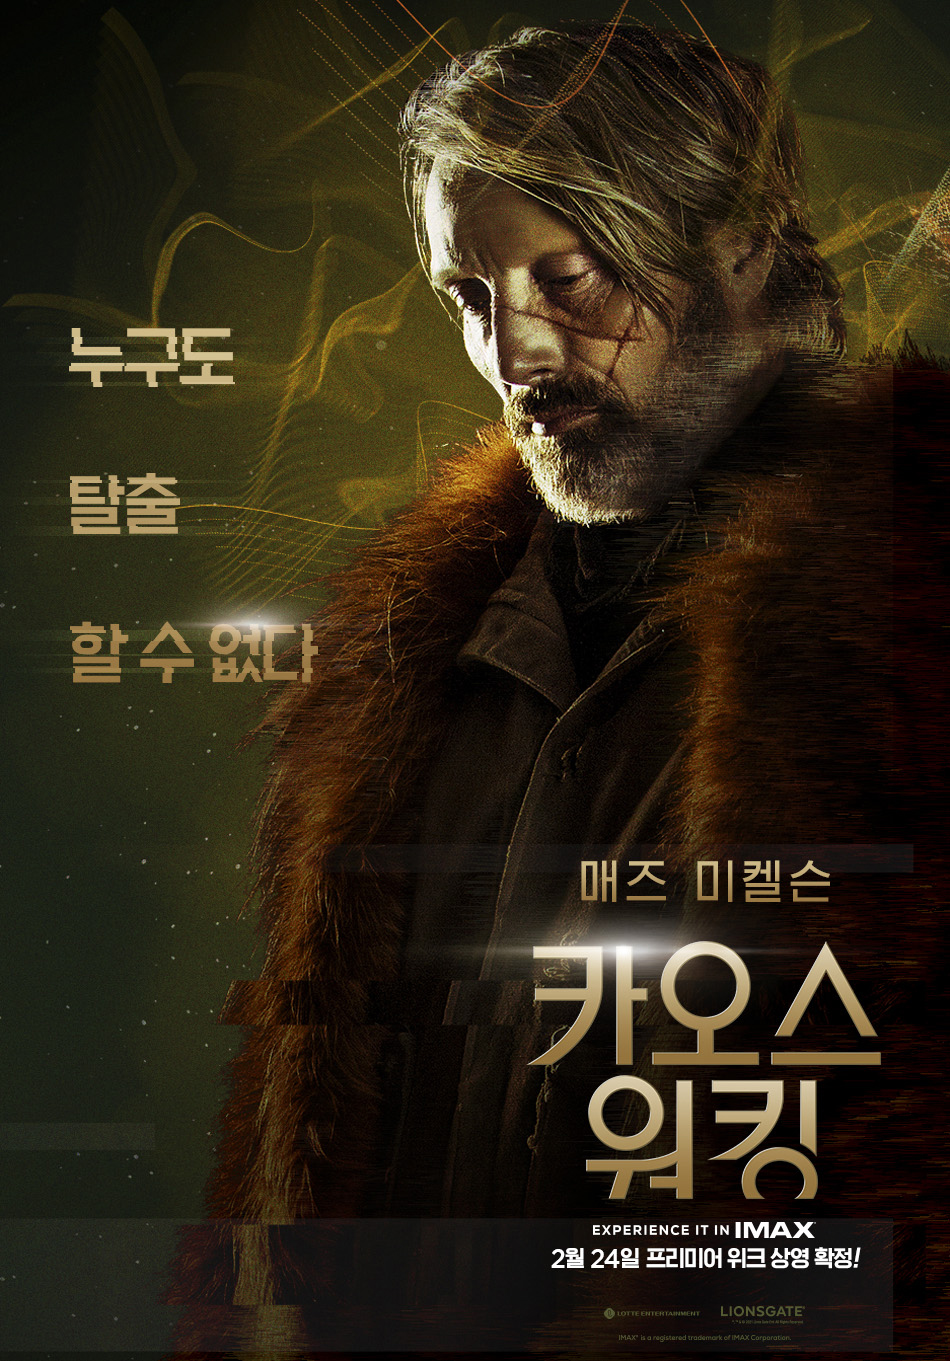 누구도
탈출
할 수 없다
매즈 미켈슨
카오스
워킹
EXPERIENCE IT IN IMAX
2월 24일 프리미어 위크 상영 확정!
LOTTE ENTERTAINMENT LIONSGATE
IMAX® is a registered trademark of IMAX Corporation.